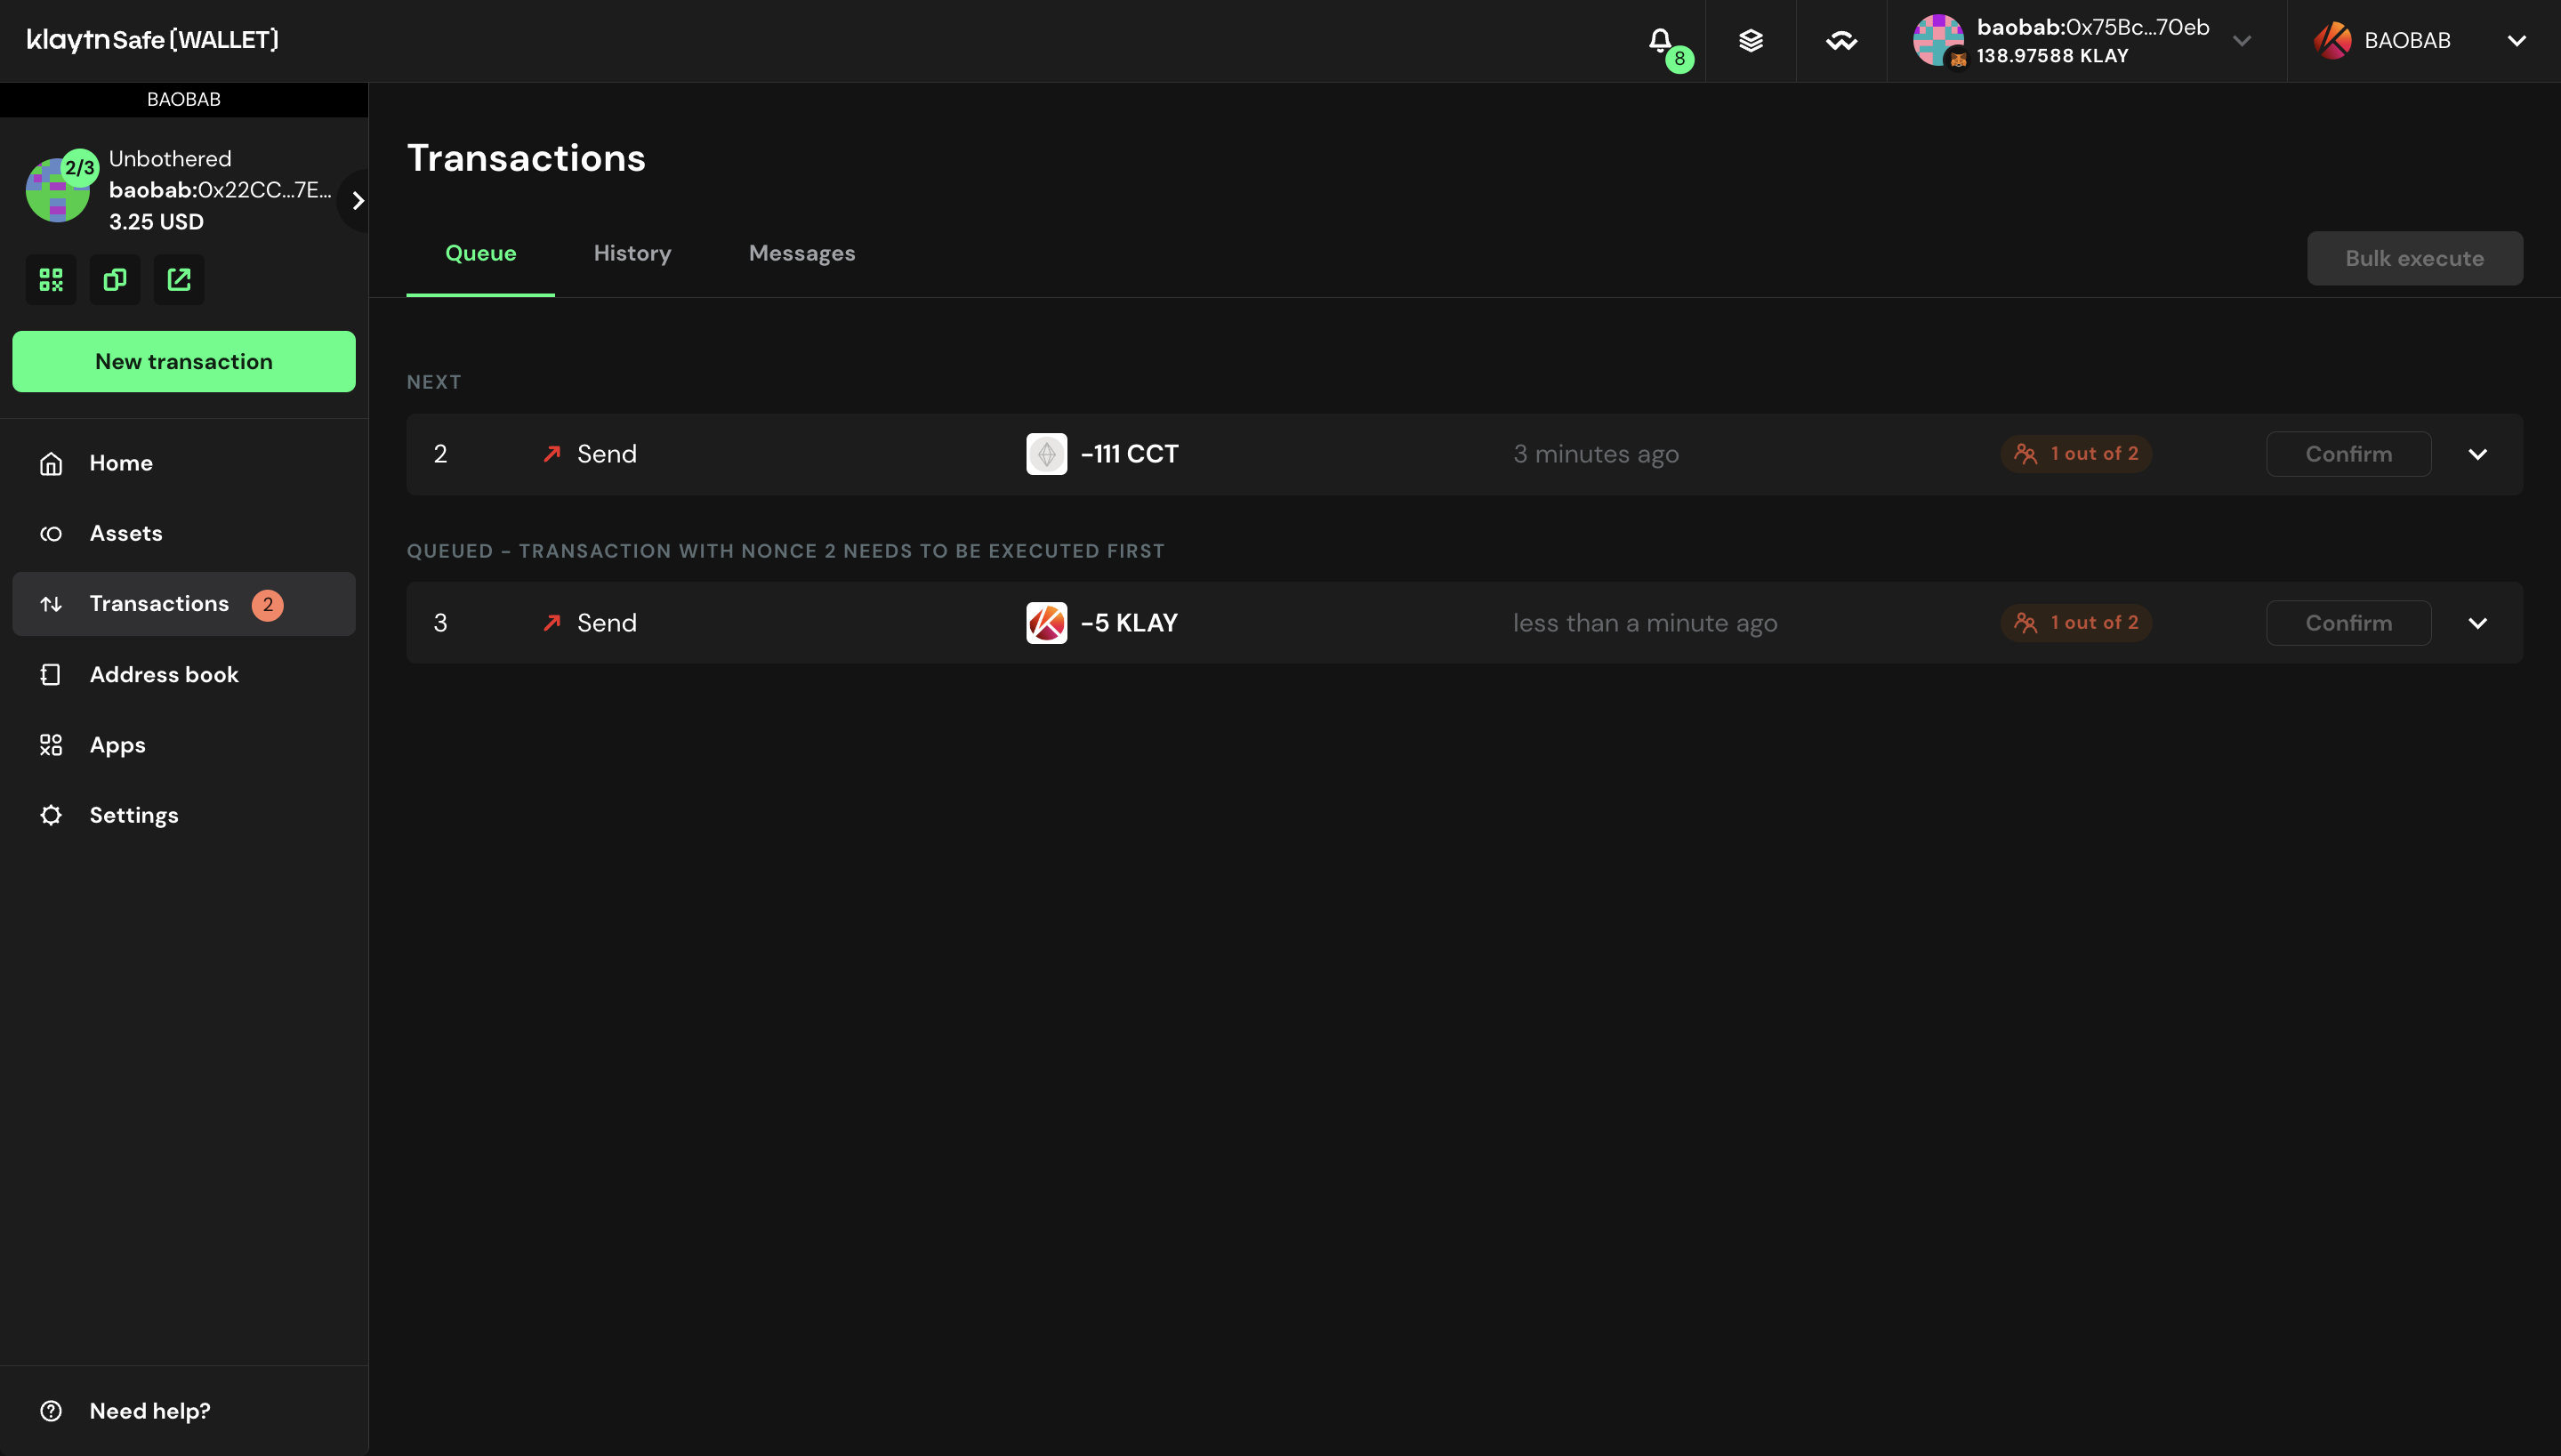 klaytn Safe{WALLET}
8
baobab:0x75Bc...70eb
138.97588 KLAY
BAOBAB
BAOBAB
2/3
Unbothered
baobab:0x22CC...7E...
3.25 USD
New transaction
Home
Assets
Transactions 2
Address book
Apps
Settings
Need help?
Transactions
Queue History Messages
Bulk execute
NEXT
2 Send -111 CCT 3 minutes ago 1 out of 2 Confirm
QUEUED - TRANSACTION WITH NONCE 2 NEEDS TO BE EXECUTED FIRST
3 Send -5 KLAY less than a minute ago 1 out of 2 Confirm